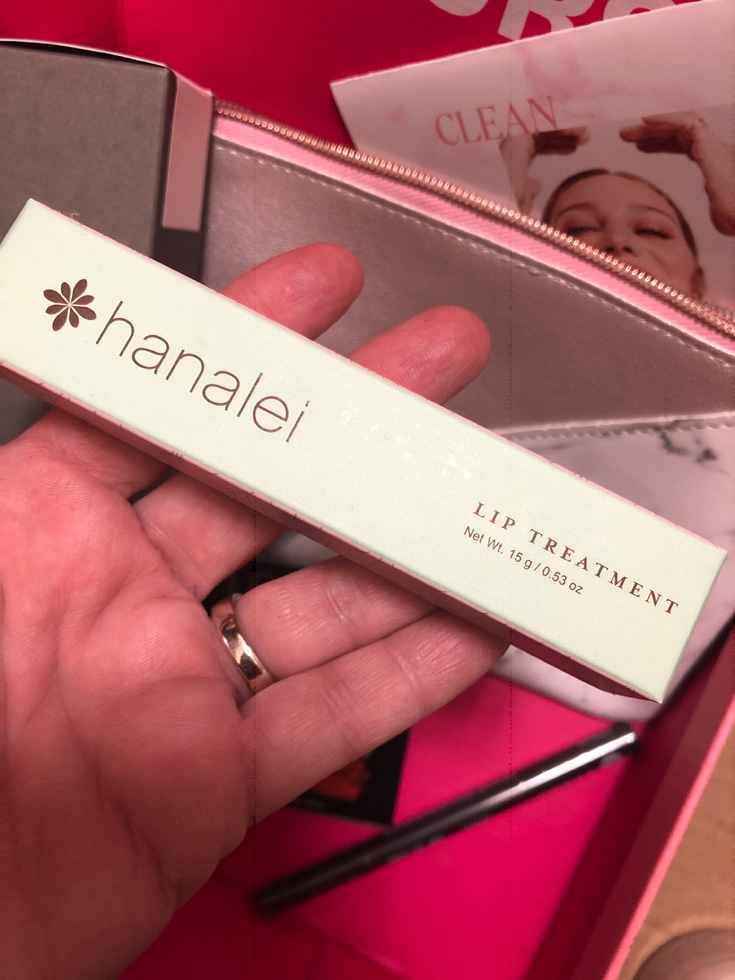 CLEAN
hanalei
LIP TREATMENT
Net Wt. 15 g / 0.53 oz